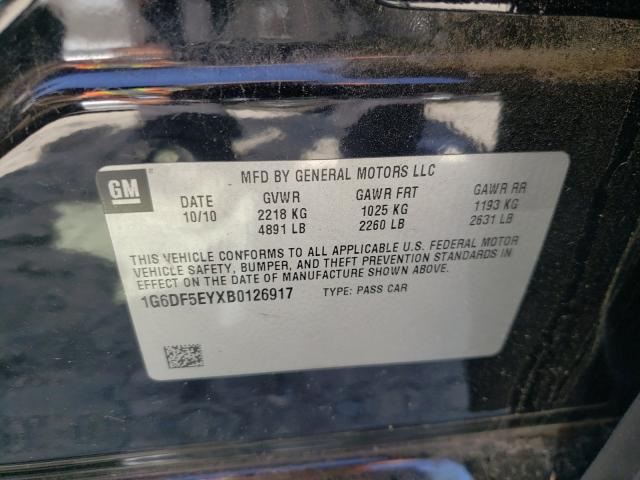 GM
MFD BY GENERAL MOTORS LLC
DATE GVWR GAWR FRT GAWR RR
10/10 2218 KG 1025 KG 1193 KG
4891 LB 2260 LB 2631 LB
THIS VEHICLE CONFORMS TO ALL APPLICABLE U.S. FEDERAL MOTOR
VEHICLE SAFETY, BUMPER, AND THEFT PREVENTION STANDARDS IN
EFFECT ON THE DATE OF MANUFACTURE SHOWN ABOVE.
1G6DF5EYXB0126917 TYPE: PASS CAR